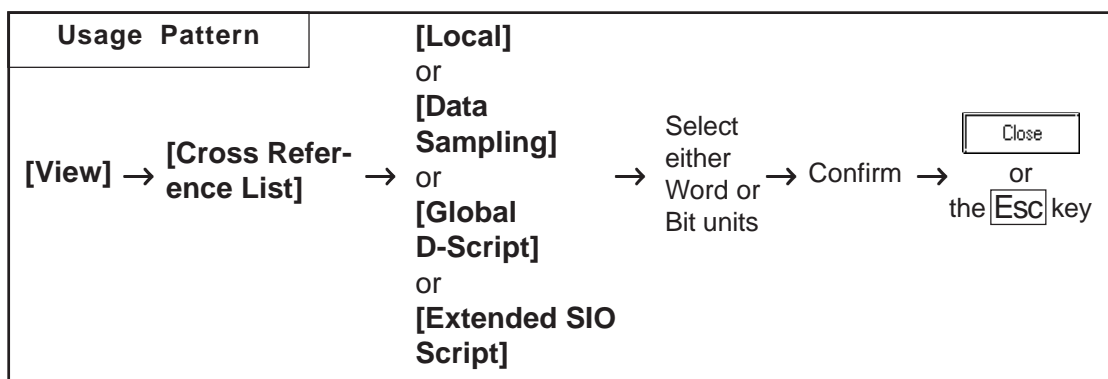 Usage Pattern
[View] →
[Cross Refer-
ence List]
→
[Local]
or
[Data
Sampling]
or
[Global
D-Script]
or
[Extended SIO
Script]
→
Select
either
Word or
Bit units
→ Confirm →
Close
or
the Esc key